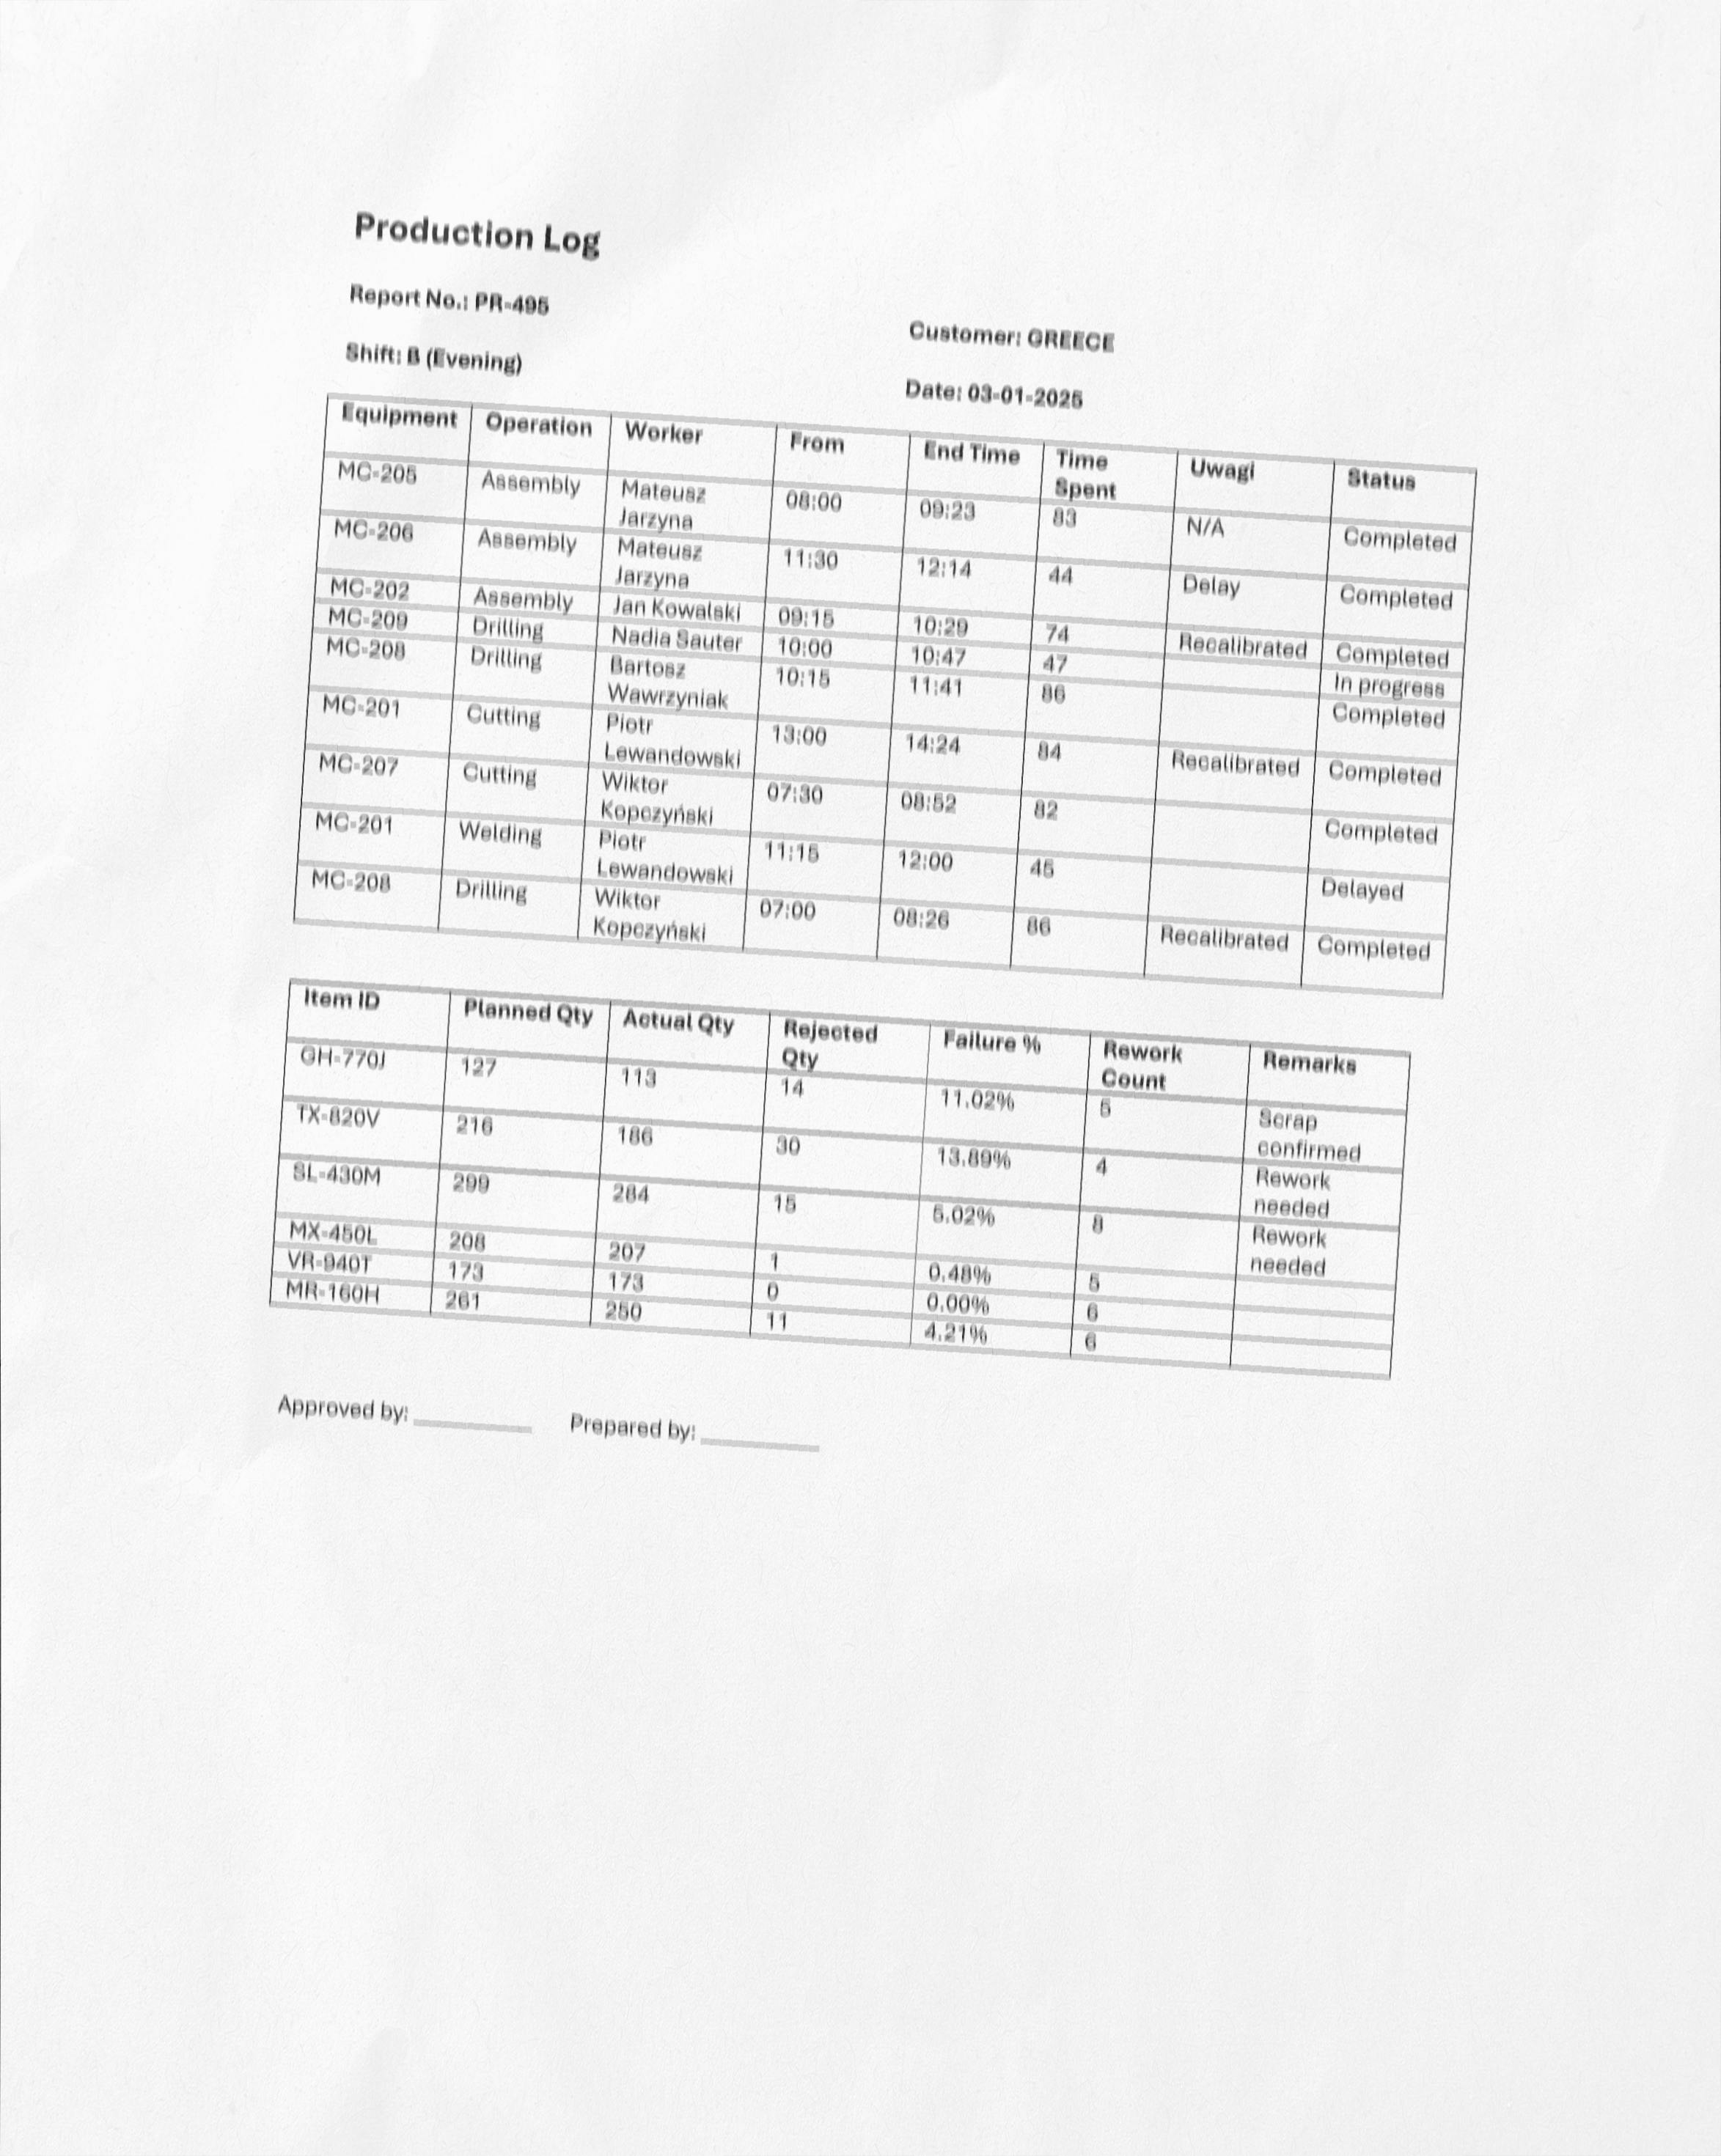 Production Log
Report No.: PR-495
Customer: GREECE
Shift: B (Evening)
Date: 03-01-2025
Equipment Operation Worker From End Time Time Spent Uwagi Status
MC-205 Assembly Mateusz Jarzyna 08:00 09:23 83 N/A Completed
MC-206 Assembly Mateusz Jarzyna 11:30 12:14 44 Delay Completed
MC-202 Assembly Jan Kowalski 09:15 10:29 74 Recalibrated Completed
MC-209 Drilling Nadia Sauter 10:00 10:47 47 In progress
MC-208 Drilling Bartosz Wawrzyniak 10:15 11:41 86 Completed
MC-201 Cutting Piotr Lewandowski 13:00 14:24 84 Recalibrated Completed
MC-207 Cutting Wiktor Kopczyński 07:30 08:52 82 Completed
MC-201 Welding Piotr Lewandowski 11:15 12:00 45 Delayed
MC-208 Drilling Wiktor Kopczyński 07:00 08:26 86 Recalibrated Completed
Item ID Planned Qty Actual Qty Rejected Qty Failure % Rework Count Remarks
GH-770J 127 113 14 11.02% 5 Scrap confirmed
TX-820V 216 186 30 13.89% 4 Rework needed
SL-430M 299 284 15 5.02% 8 Rework needed
MX-450L 208 207 1 0.48% 5
VR-940T 173 173 0 0.00% 6
MR-160H 261 250 11 4.21% 6
Approved by: __________ Prepared by: __________